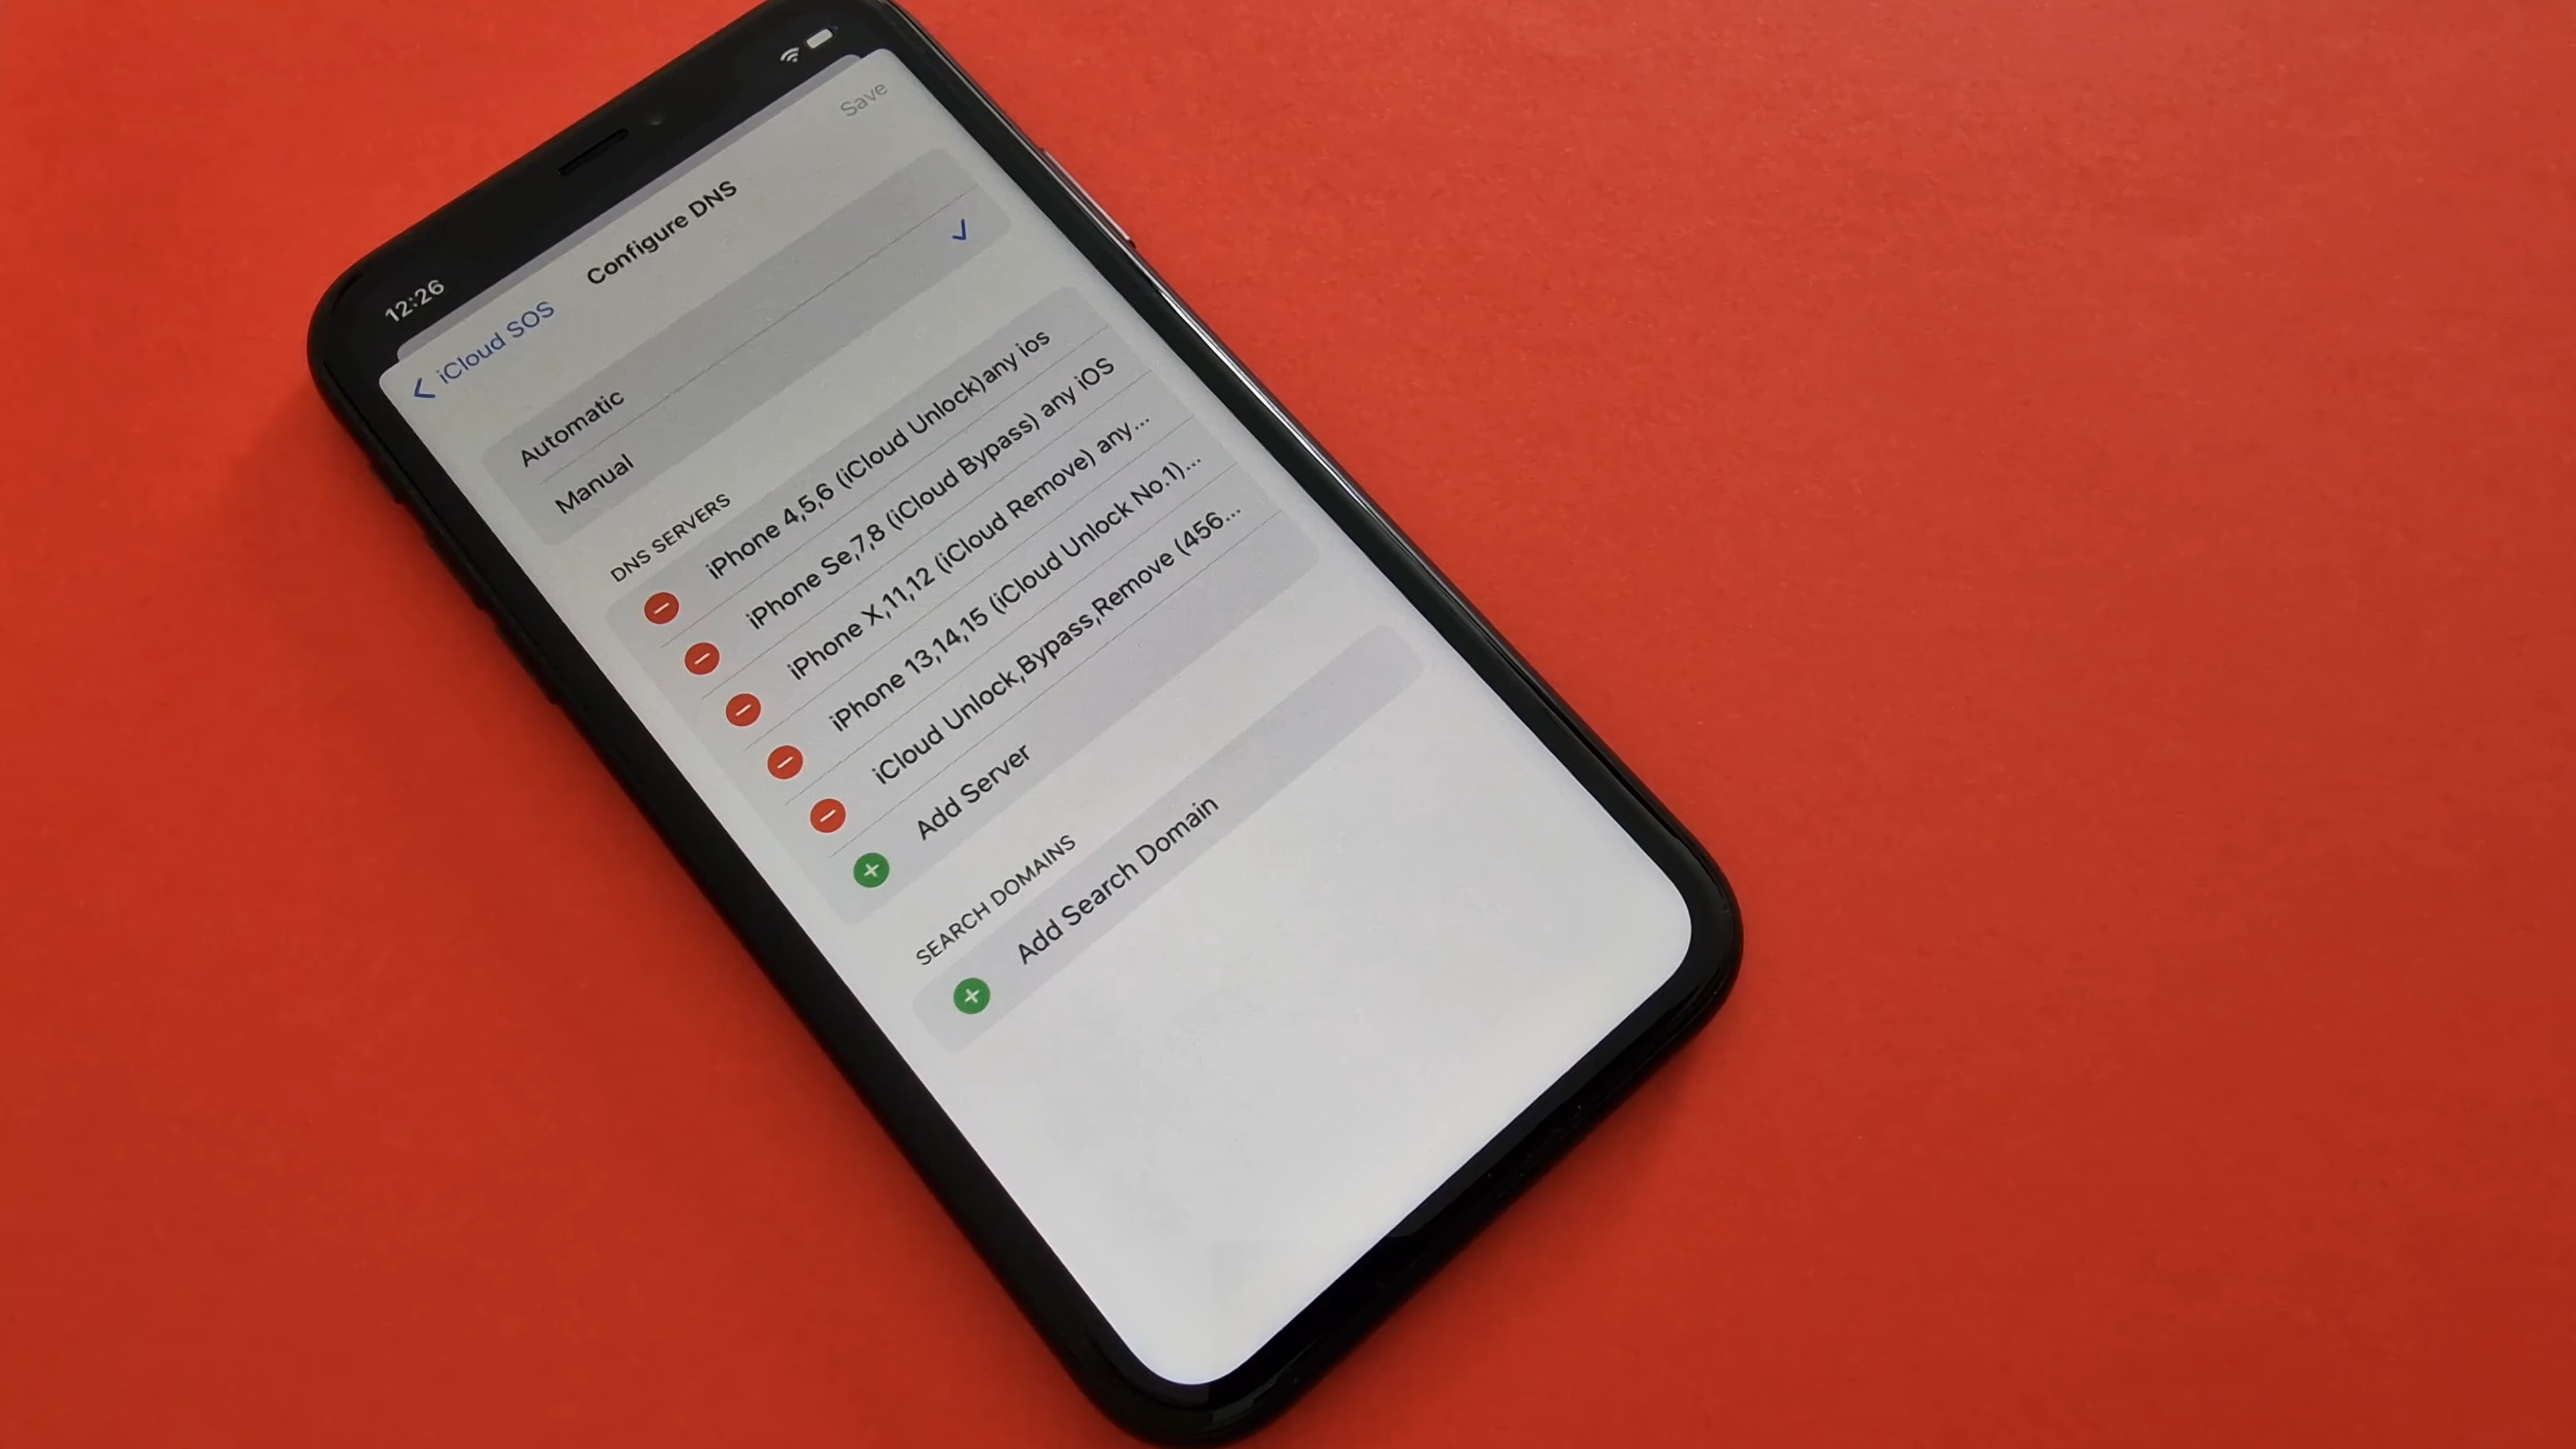 12:26
iCloud SOS
Configure DNS
Save
Automatic
Manual
DNS SERVERS
iPhone 4,5,6 (iCloud Unlock)any ios
iPhone Se,7,8 (iCloud Bypass) any iOS
iPhone X,11,12 (iCloud Remove) any...
iPhone 13,14,15 (iCloud Unlock No.1)...
iCloud Unlock,Bypass,Remove (456...
Add Server
SEARCH DOMAINS
Add Search Domain